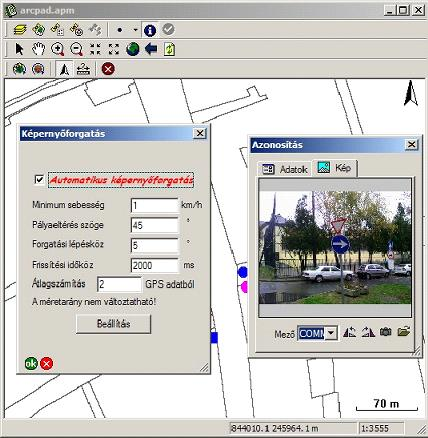 arcpad.apm
Képernyőforgatás
Automatikus képernyőforgatás
Minimum sebesség 1 km/h
Pályaeltérés szöge 45 °
Forgatási lépésköz 5 °
Frissítési időköz 2000 ms
Átlagszámítás 2 GPS adatból
A méretarány nem változtatható!
Beállítás
ok
Azonosítás
Adatok Kép
Mező
70 m
844010.1 245964.1 m 1:3555